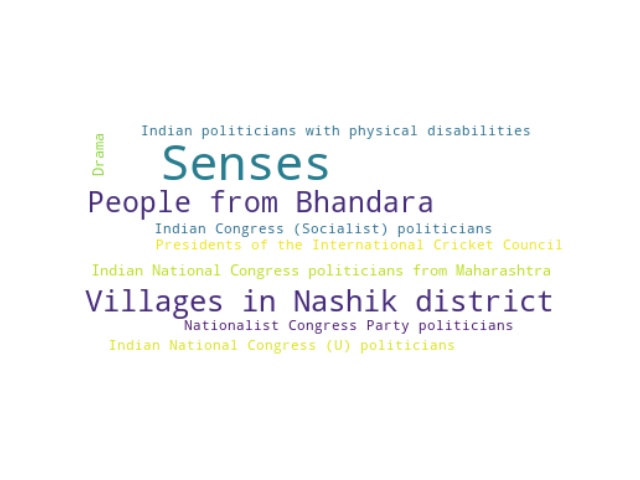 Indian politicians with physical disabilities
Drama
Senses
People from Bhandara
Indian Congress (Socialist) politicians
Presidents of the International Cricket Council
Indian National Congress politicians from Maharashtra
Villages in Nashik district
Nationalist Congress Party politicians
Indian National Congress (U) politicians